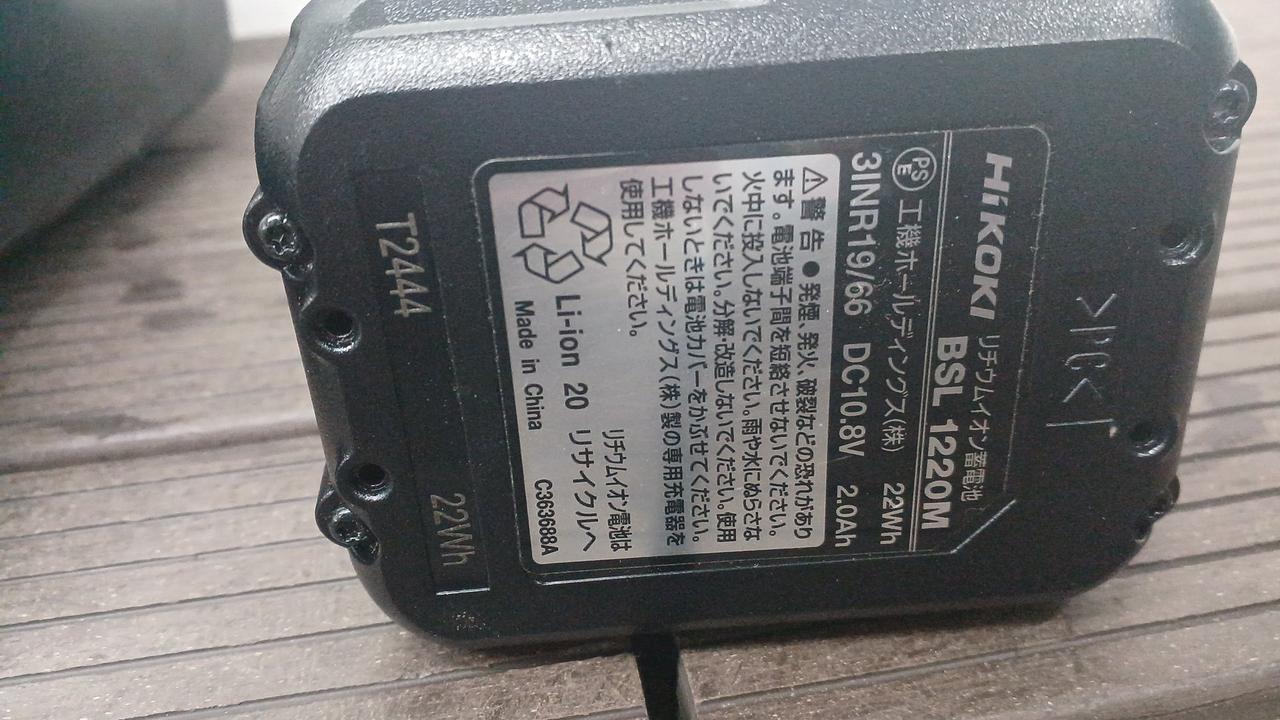 >PC<
HiKOKI リチウムイオン蓄電池
BSL 1220M
PS E 工機ホールディングス(株) 22Wh
3INR19/66 DC10.8V 2.0Ah
⚠警告 ●発煙、発火、破裂などの恐れがあり
ます。電池端子間を短絡させないでください。
火中に投入しないでください。雨や水にぬらさな
いでください。分解・改造しないでください。使用
しないときは電池カバーをかぶせてください。
工機ホールディングス(株)製の専用充電器を
使用してください。
リチウムイオン電池は
Li-ion 20 リサイクルへ
Made in China C363688A
T2444 22Wh